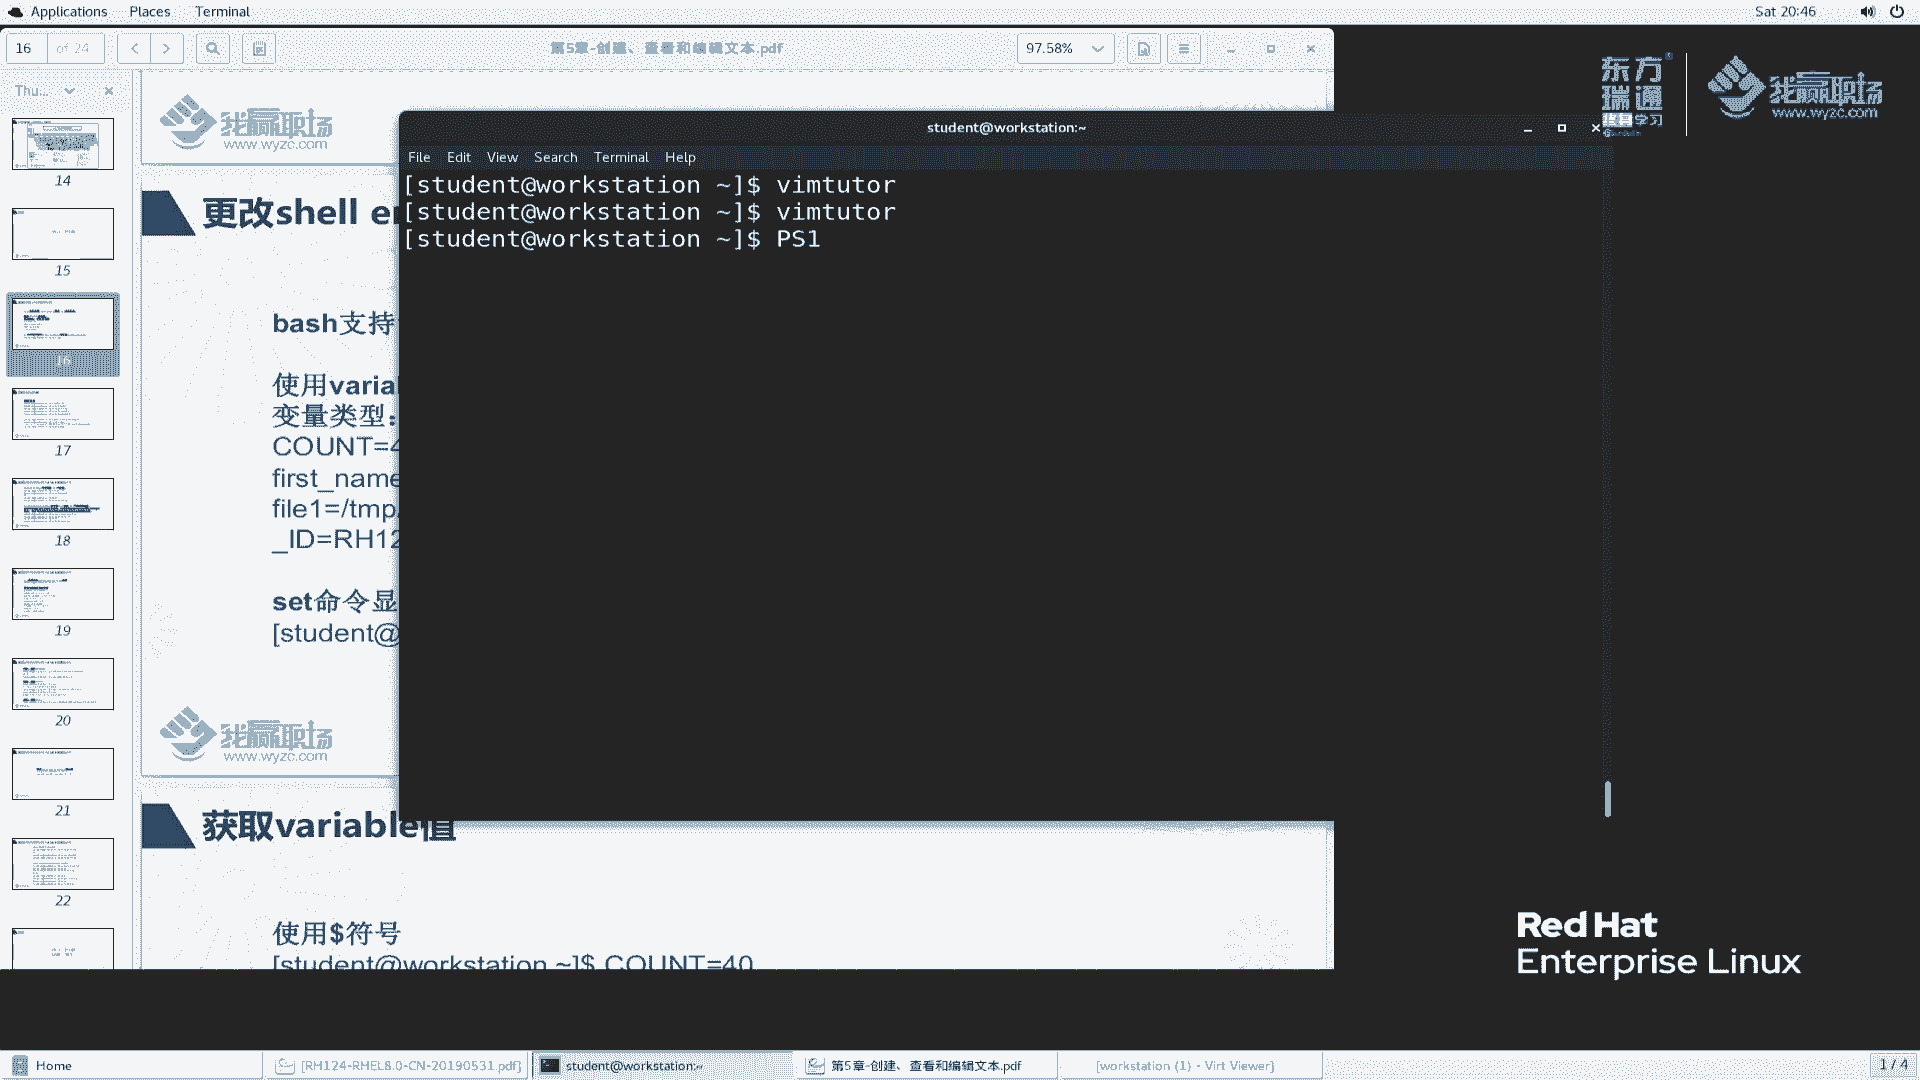 Applications Places Terminal
Sat 20:46
16 of 24
第5章-创建、查看和编辑文本.pdf
97.58%
Thu...
14
15
16
17
18
19
20
21
22
我赢职场
www.wyzc.com
更改shell e
bash支持
使用varia
变量类型：
COUNT=4
first_name
file1=/tmp
_ID=RH12
set命令显
[student@
我赢职场
www.wyzc.com
获取variable值
使用$符号
[student@workstation ~]$ COUNT=40
student@workstation:~
File Edit View Search Terminal Help
[student@workstation ~]$ vimtutor
[student@workstation ~]$ vimtutor
[student@workstation ~]$ PS1
东方
瑞通
终身学习
我赢职场
www.wyzc.com
Red Hat
Enterprise Linux
Home
[RH124-RHEL8.0-CN-20190531.pdf]
student@workstation:~
第5章-创建、查看和编辑文本.pdf
[workstation (1) - Virt Viewer]
1 / 4